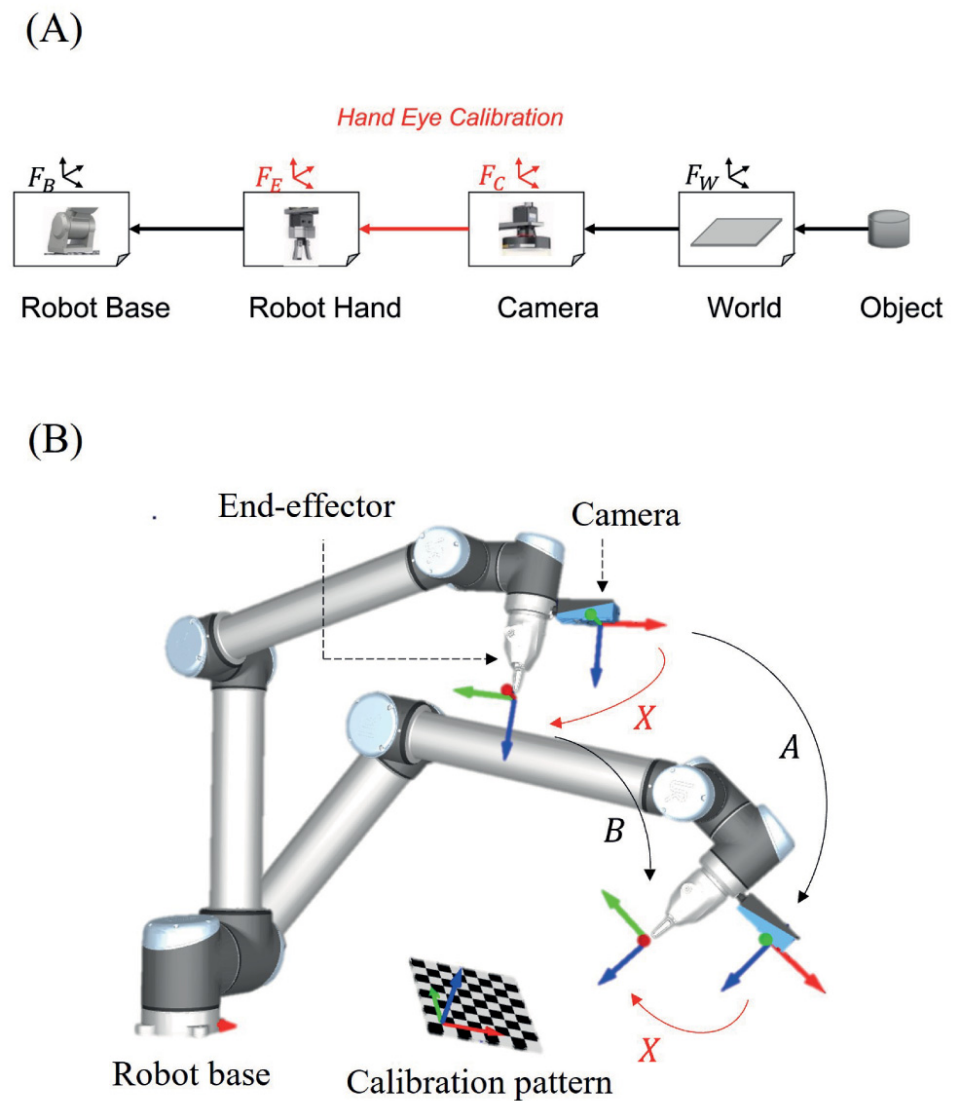 (A)
Hand Eye Calibration
F_B F_E F_C F_W
Robot Base Robot Hand Camera World Object
(B)
End-effector Camera
X
A
B
X
Robot base
Calibration pattern